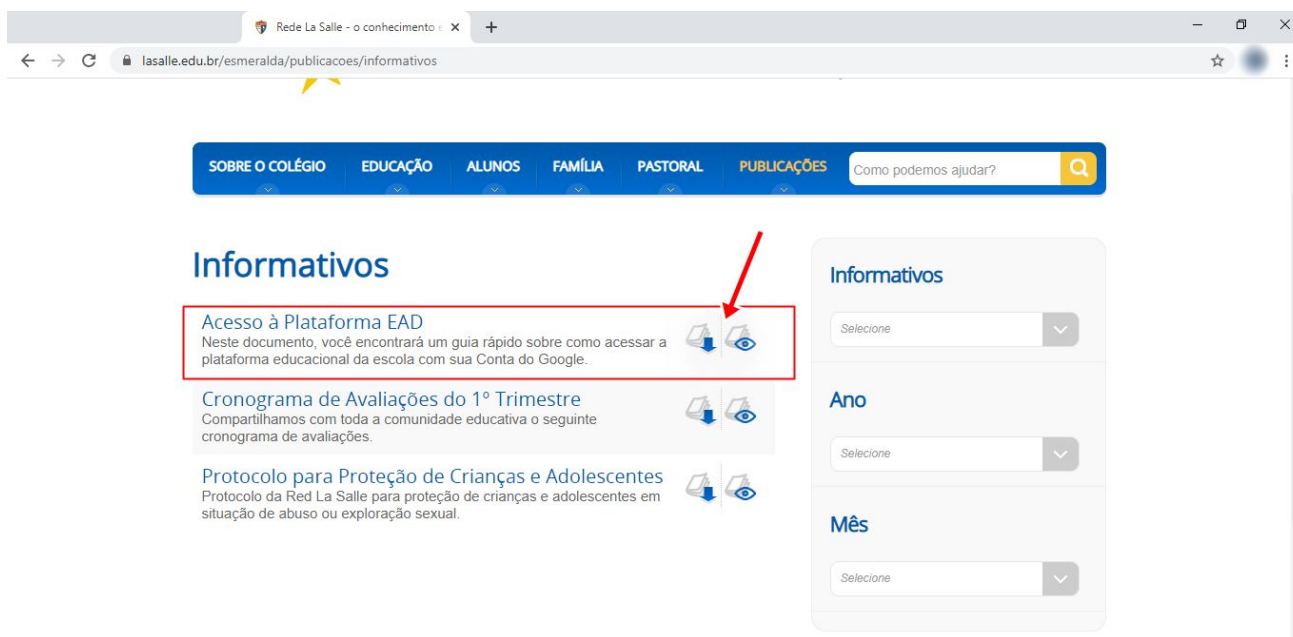 Rede La Salle - o conhecimento e
lasalle.edu.br/esmeralda/publicacoes/informativos
SOBRE O COLÉGIO EDUCAÇÃO ALUNOS FAMÍLIA PASTORAL PUBLICAÇÕES Como podemos ajudar?
Informativos
Acesso à Plataforma EAD
Neste documento, você encontrará um guia rápido sobre como acessar a
plataforma educacional da escola com sua Conta do Google.
Cronograma de Avaliações do 1º Trimestre
Compartilhamos com toda a comunidade educativa o seguinte
cronograma de avaliações.
Protocolo para Proteção de Crianças e Adolescentes
Protocolo da Red La Salle para proteção de crianças e adolescentes em
situação de abuso ou exploração sexual.
Informativos
Selecione
Ano
Selecione
Mês
Selecione